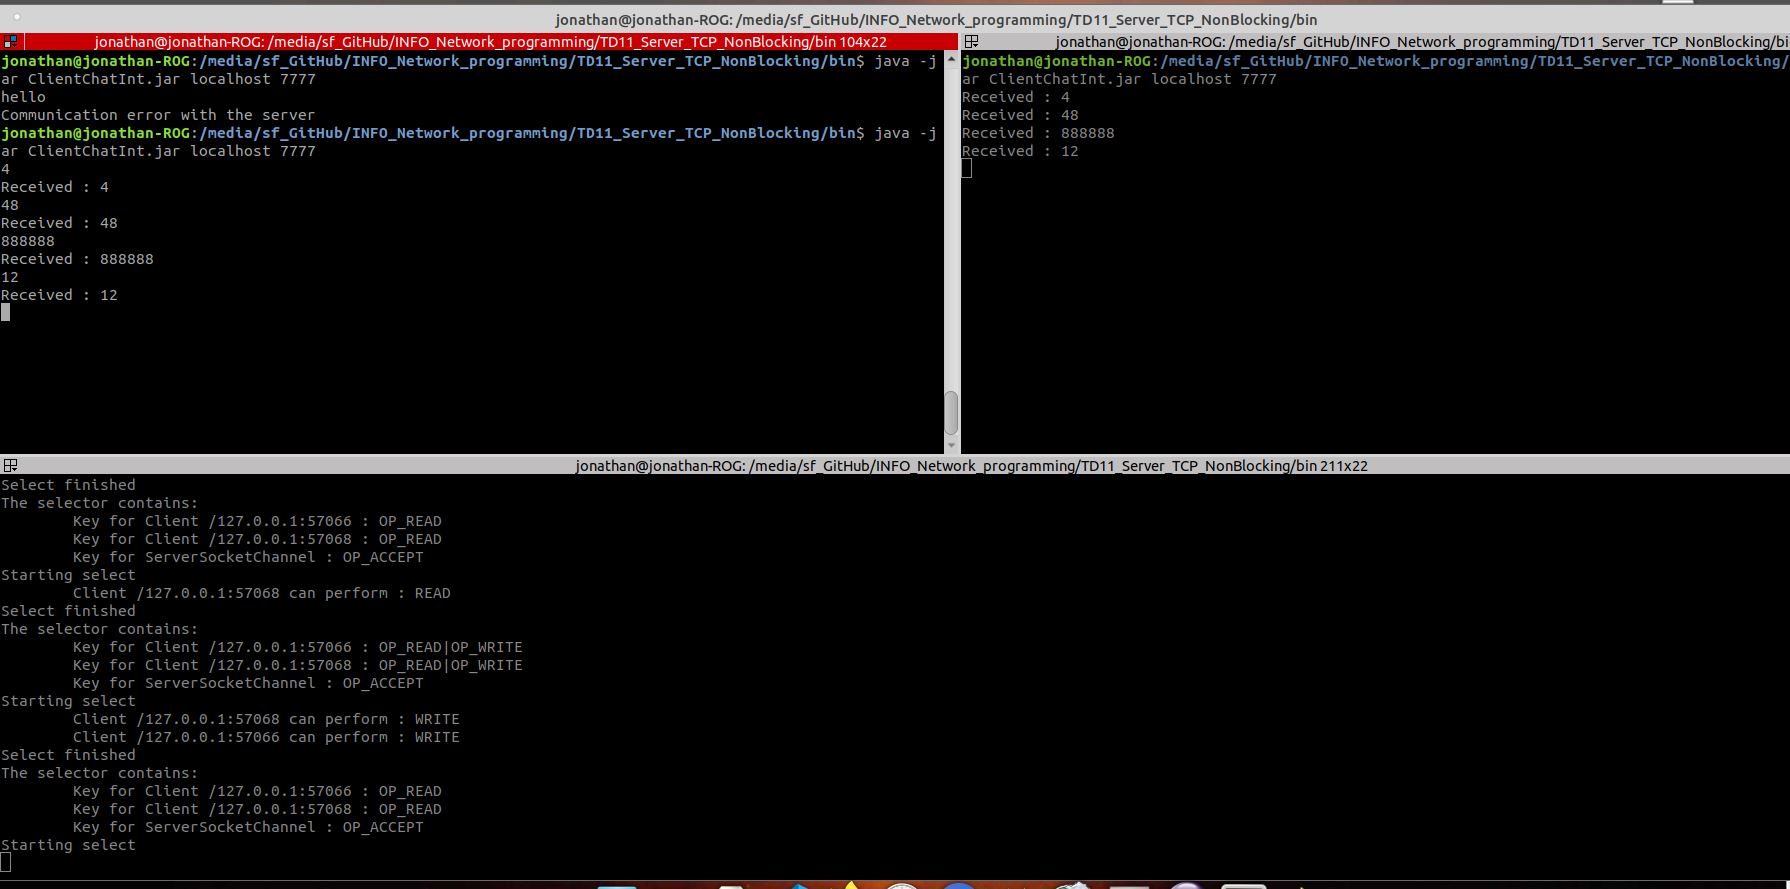 jonathan@jonathan-ROG: /media/sf_GitHub/INFO_Network_programming/TD11_Server_TCP_NonBlocking/bin
jonathan@jonathan-ROG: /media/sf_GitHub/INFO_Network_programming/TD11_Server_TCP_NonBlocking/bin 104x22
jonathan@jonathan-ROG:/media/sf_GitHub/INFO_Network_programming/TD11_Server_TCP_NonBlocking/bin$ java -j
ar ClientChatInt.jar localhost 7777
hello
Communication error with the server
jonathan@jonathan-ROG:/media/sf_GitHub/INFO_Network_programming/TD11_Server_TCP_NonBlocking/bin$ java -j
ar ClientChatInt.jar localhost 7777
4
Received : 4
48
Received : 48
888888
Received : 888888
12
Received : 12
jonathan@jonathan-ROG: /media/sf_GitHub/INFO_Network_programming/TD11_Server_TCP_NonBlocking/bi
jonathan@jonathan-ROG:/media/sf_GitHub/INFO_Network_programming/TD11_Server_TCP_NonBlocking/
ar ClientChatInt.jar localhost 7777
Received : 4
Received : 48
Received : 888888
Received : 12
jonathan@jonathan-ROG: /media/sf_GitHub/INFO_Network_programming/TD11_Server_TCP_NonBlocking/bin 211x22
Select finished
The selector contains:
Key for Client /127.0.0.1:57066 : OP_READ
Key for Client /127.0.0.1:57068 : OP_READ
Key for ServerSocketChannel : OP_ACCEPT
Starting select
Client /127.0.0.1:57068 can perform : READ
Select finished
The selector contains:
Key for Client /127.0.0.1:57066 : OP_READ|OP_WRITE
Key for Client /127.0.0.1:57068 : OP_READ|OP_WRITE
Key for ServerSocketChannel : OP_ACCEPT
Starting select
Client /127.0.0.1:57068 can perform : WRITE
Client /127.0.0.1:57066 can perform : WRITE
Select finished
The selector contains:
Key for Client /127.0.0.1:57066 : OP_READ
Key for Client /127.0.0.1:57068 : OP_READ
Key for ServerSocketChannel : OP_ACCEPT
Starting select